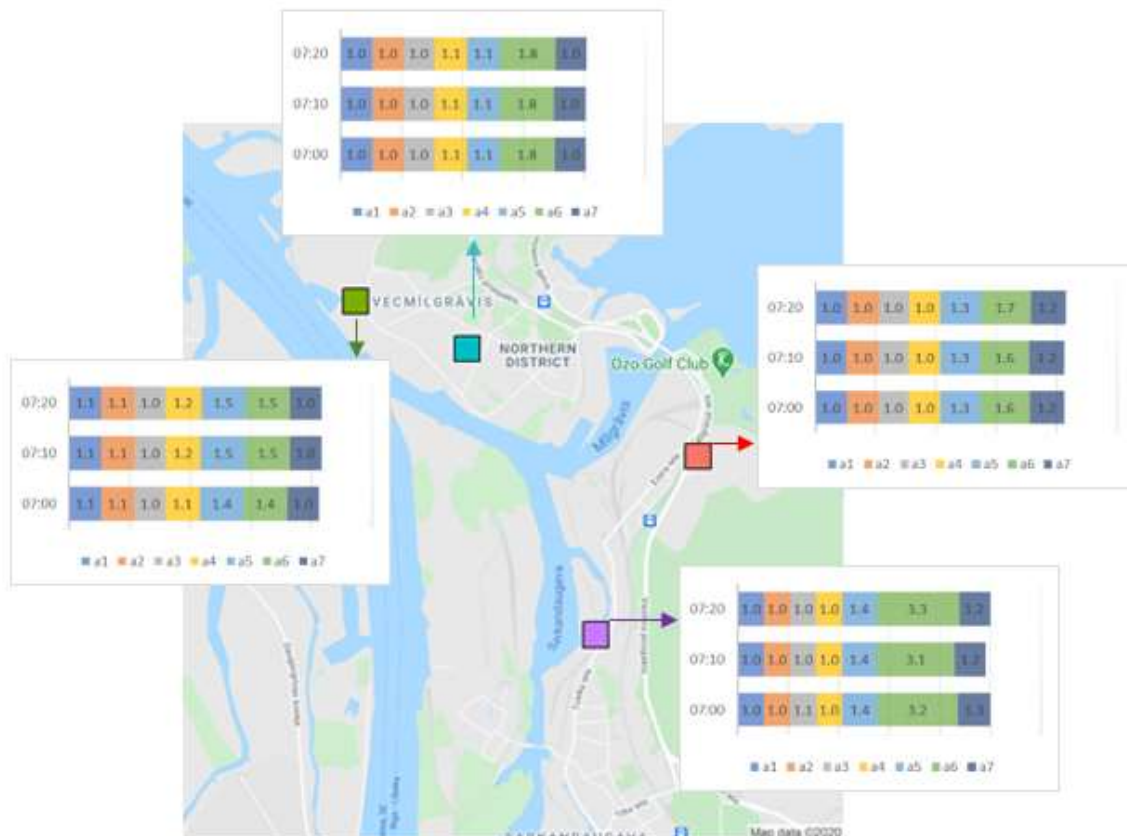 07:20 1.0 1.0 1.0 1.1 1.1 1.8 1.0
07:10 1.0 1.0 1.0 1.1 1.1 1.8 1.0
07:00 1.0 1.0 1.0 1.1 1.1 1.8 1.0
a1 a2 a3 a4 a5 a6 a7
VECMĪLGRĀVIS
NORTHERN
DISTRICT
Ozo Golf Club
Mīlgrāvis
07:20 1.0 1.0 1.0 1.0 1.3 1.7 1.2
07:10 1.0 1.0 1.0 1.0 1.3 1.6 1.2
07:00 1.0 1.0 1.0 1.0 1.3 1.6 1.2
a1 a2 a3 a4 a5 a6 a7
07:20 1.1 1.1 1.0 1.2 1.5 1.5 1.0
07:10 1.1 1.1 1.0 1.2 1.5 1.5 1.0
07:00 1.1 1.1 1.0 1.1 1.4 1.4 1.0
a1 a2 a3 a4 a5 a6 a7
Sarkandaugava
07:20 1.0 1.0 1.0 1.0 1.4 3.3 1.2
07:10 1.0 1.0 1.0 1.0 1.4 3.1 1.2
07:00 1.0 1.0 1.1 1.0 1.4 3.2 1.3
a1 a2 a3 a4 a5 a6 a7
SARKANDAUGAVA
Map data ©2020